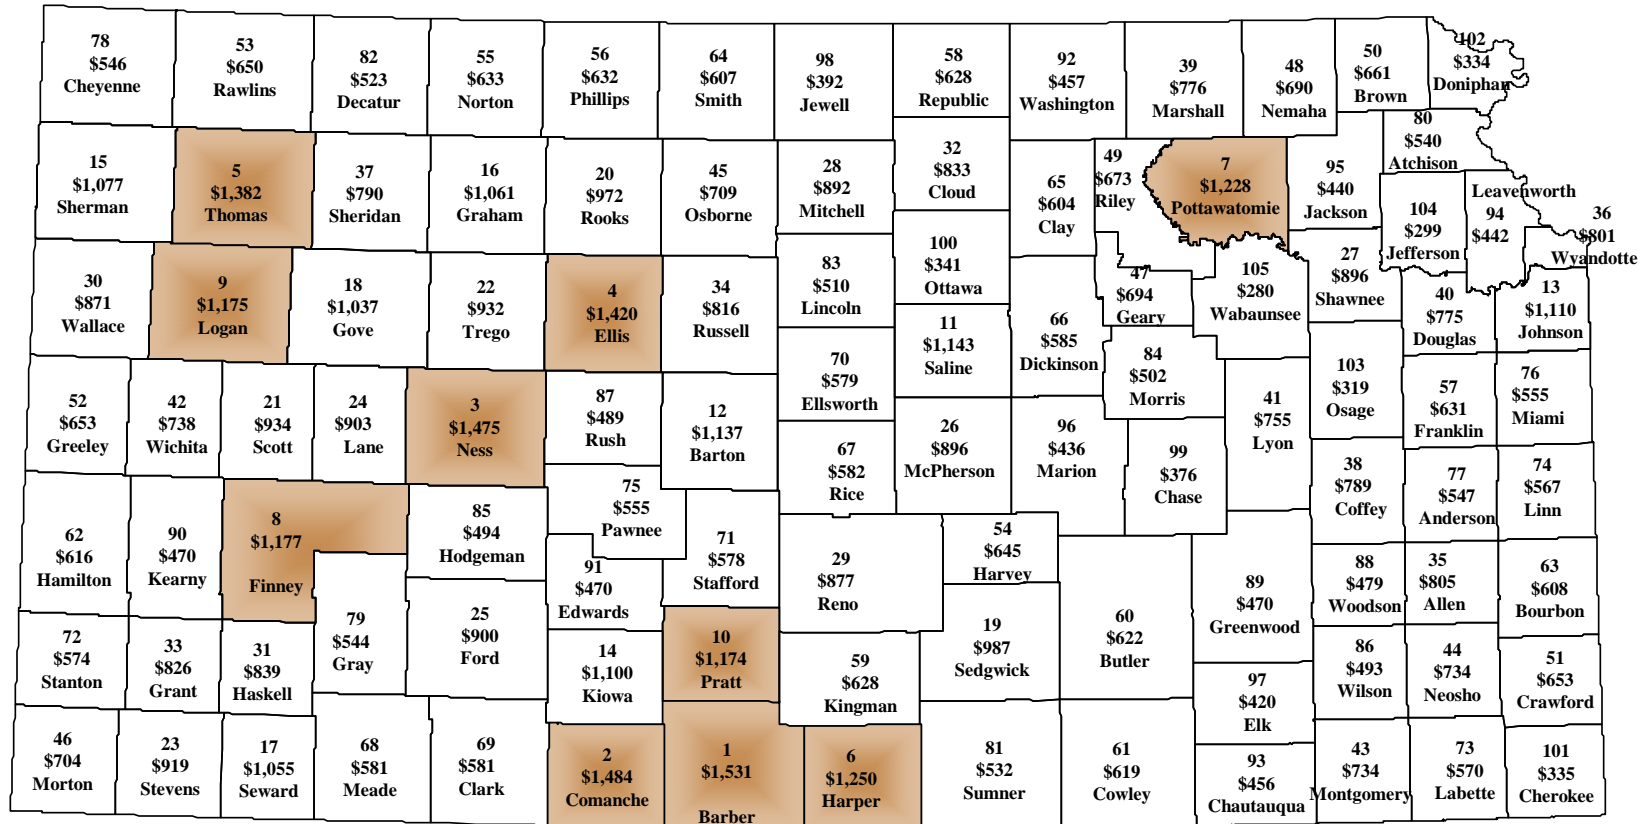 78
$546
Cheyenne
53
$650
Rawlins
82
$523
Decatur
55
$633
Norton
56
$632
Phillips
64
$607
Smith
98
$392
Jewell
58
$628
Republic
92
$457
Washington
39
$776
Marshall
48
$690
Nemaha
50
$661
Brown
102
$334
Doniphan
15
$1,077
Sherman
5
$1,382
Thomas
37
$790
Sheridan
16
$1,061
Graham
20
$972
Rooks
45
$709
Osborne
28
$892
Mitchell
32
$833
Cloud
65
$604
Clay
49
$673
Riley
7
$1,228
Pottawatomie
95
$440
Jackson
80
$540
Atchison
104
$299
Jefferson
Leavenworth
94
$442
36
$801
Wyandotte
30
$871
Wallace
9
$1,175
Logan
18
$1,037
Gove
22
$932
Trego
4
$1,420
Ellis
34
$816
Russell
83
$510
Lincoln
100
$341
Ottawa
11
$1,143
Saline
66
$585
Dickinson
47
$694
Geary
105
$280
Wabaunsee
27
$896
Shawnee
40
$775
Douglas
13
$1,110
Johnson
52
$653
Greeley
42
$738
Wichita
21
$934
Scott
24
$903
Lane
3
$1,475
Ness
87
$489
Rush
12
$1,137
Barton
70
$579
Ellsworth
67
$582
Rice
26
$896
McPherson
96
$436
Marion
84
$502
Morris
99
$376
Chase
41
$755
Lyon
103
$319
Osage
57
$631
Franklin
76
$555
Miami
62
$616
Hamilton
90
$470
Kearny
8
$1,177
Finney
85
$494
Hodgeman
75
$555
Pawnee
91
$470
Edwards
71
$578
Stafford
29
$877
Reno
54
$645
Harvey
38
$789
Coffey
77
$547
Anderson
74
$567
Linn
72
$574
Stanton
33
$826
Grant
31
$839
Haskell
79
$544
Gray
25
$900
Ford
14
$1,100
Kiowa
10
$1,174
Pratt
59
$628
Kingman
19
$987
Sedgwick
60
$622
Butler
89
$470
Greenwood
88
$479
Woodson
35
$805
Allen
63
$608
Bourbon
86
$493
Wilson
44
$734
Neosho
51
$653
Crawford
46
$704
Morton
23
$919
Stevens
17
$1,055
Seward
68
$581
Meade
69
$581
Clark
2
$1,484
Comanche
1
$1,531
Barber
6
$1,250
Harper
81
$532
Sumner
61
$619
Cowley
97
$420
Elk
93
$456
Chautauqua
43
$734
Montgomery
73
$570
Labette
101
$335
Cherokee